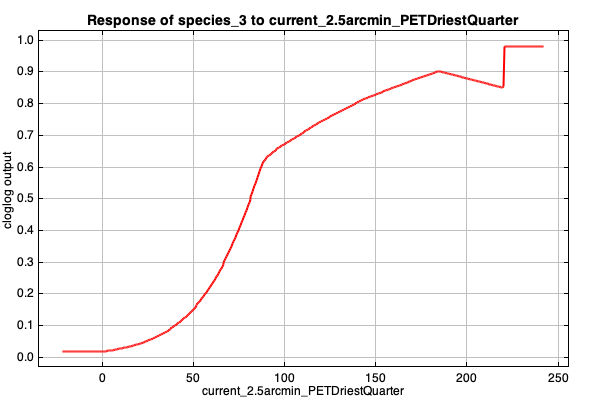 Response of species_3 to current_2.5arcmin_PETDriestQuarter
cloglog output
1.0
0.9
0.8
0.7
0.6
0.5
0.4
0.3
0.2
0.1
0.0
0 50 100 150 200 250
current_2.5arcmin_PETDriestQuarter